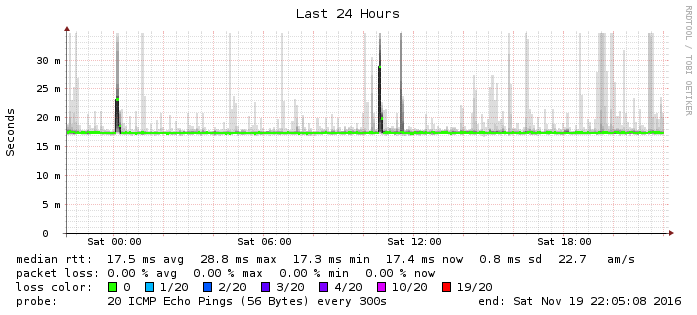 Last 24 Hours
RRDTOOL / TOBI OETIKER
Seconds
30 m
25 m
20 m
15 m
10 m
5 m
0
Sat 00:00 Sat 06:00 Sat 12:00 Sat 18:00
median rtt: 17.5 ms avg 28.8 ms max 17.3 ms min 17.4 ms now 0.8 ms sd 22.7 am/s
packet loss: 0.00 % avg 0.00 % max 0.00 % min 0.00 % now
loss color: 0 1/20 2/20 3/20 4/20 10/20 19/20
probe: 20 ICMP Echo Pings (56 Bytes) every 300s end: Sat Nov 19 22:05:08 2016